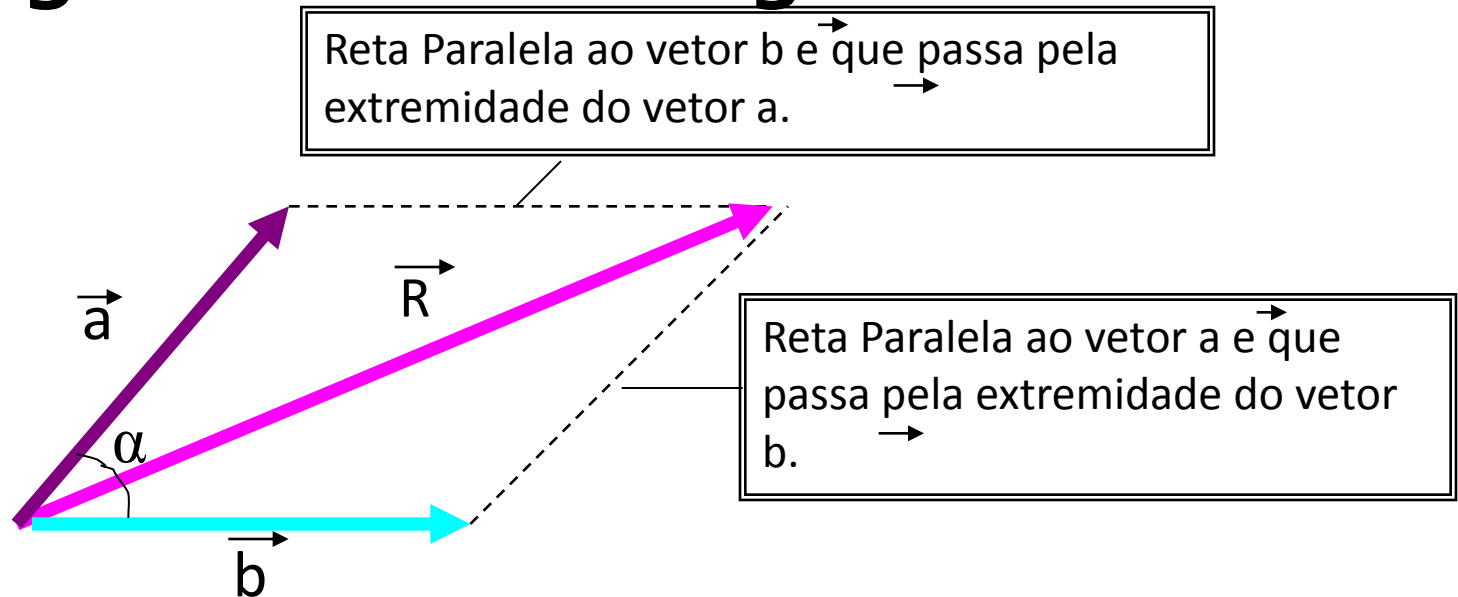 Reta Paralela ao vetor b e que passa pela
extremidade do vetor a.
R
a
Reta Paralela ao vetor a e que
passa pela extremidade do vetor
b.
α
b